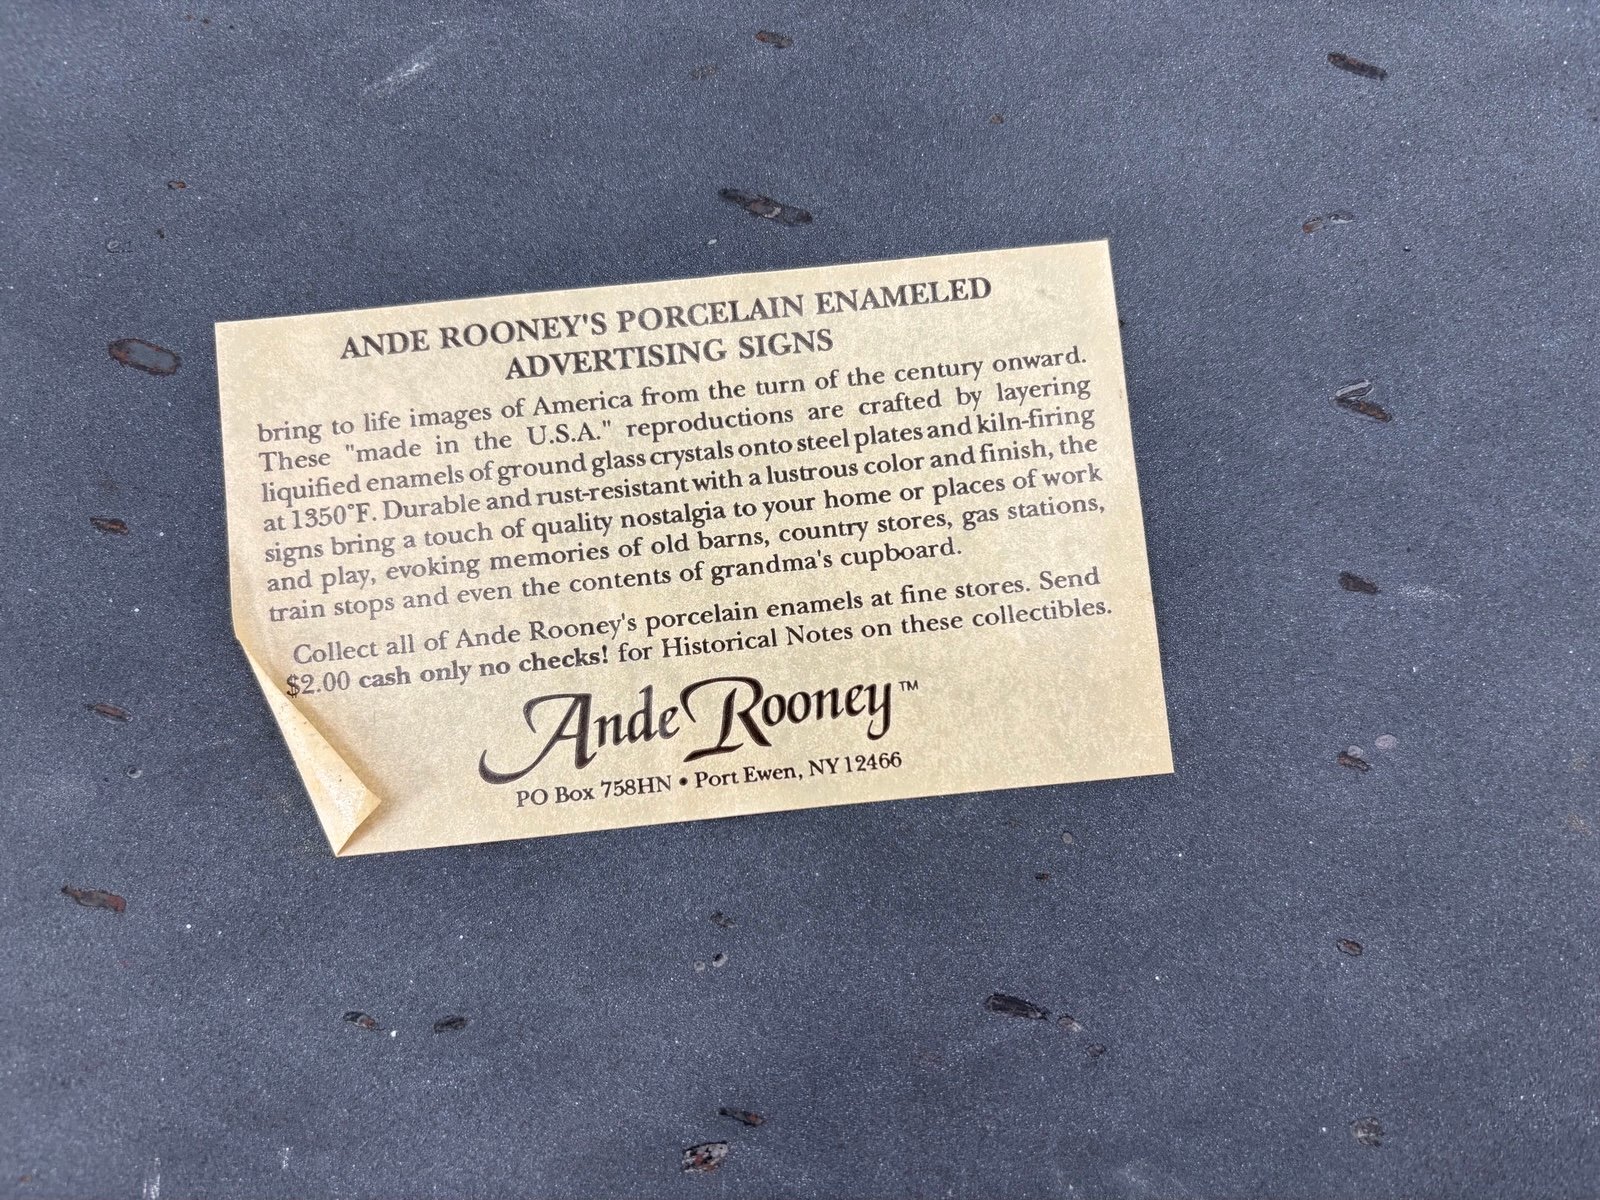 ANDE ROONEY'S PORCELAIN ENAMELED
ADVERTISING SIGNS
bring to life images of America from the turn of the century onward.
These "made in the U.S.A." reproductions are crafted by layering
liquified enamels of ground glass crystals onto steel plates and kiln-firing
at 1350°F. Durable and rust-resistant with a lustrous color and finish, the
signs bring a touch of quality nostalgia to your home or places of work
and play, evoking memories of old barns, country stores, gas stations,
train stops and even the contents of grandma's cupboard.
Collect all of Ande Rooney's porcelain enamels at fine stores. Send
$2.00 cash only no checks! for Historical Notes on these collectibles.
Ande Rooney™
PO Box 758HN • Port Ewen, NY 12466